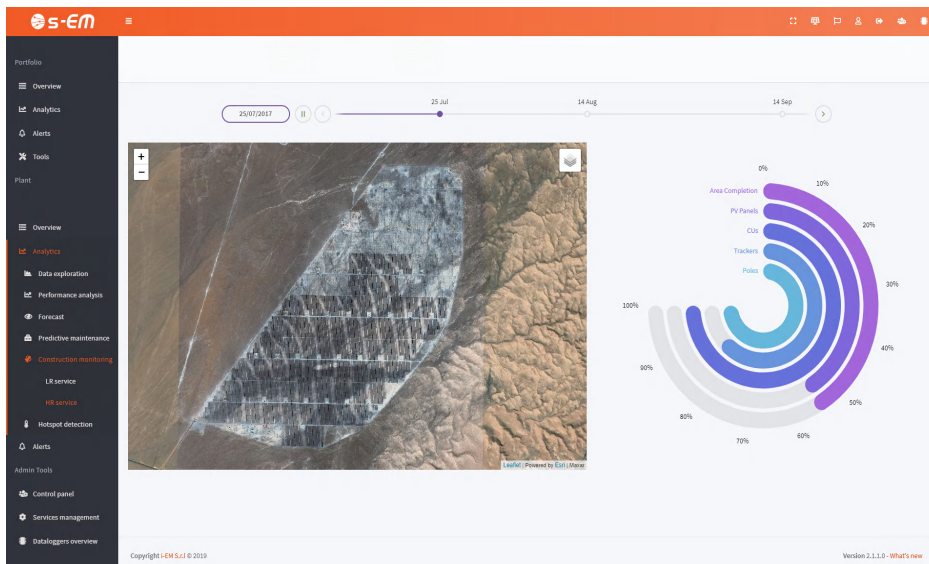 s-EM
Portfolio
Overview
Analytics
Alerts
Tools
Plant
Overview
Analytics
Data exploration
Performance analysis
Forecast
Predictive maintenance
Construction monitoring
LR service
HR service
Hotspot detection
Alerts
Admin Tools
Control panel
Services management
Dataloggers overview
25/07/2017
25 Jul
14 Aug
14 Sep
+
−
Leaflet | Powered by Esri | Maxar
Area Completion
PV Panels
CUs
Trackers
Poles
0%
10%
20%
30%
40%
50%
60%
70%
80%
90%
100%
Copyright i-EM S.r.l © 2019
Version 2.1.1.0 - What's new